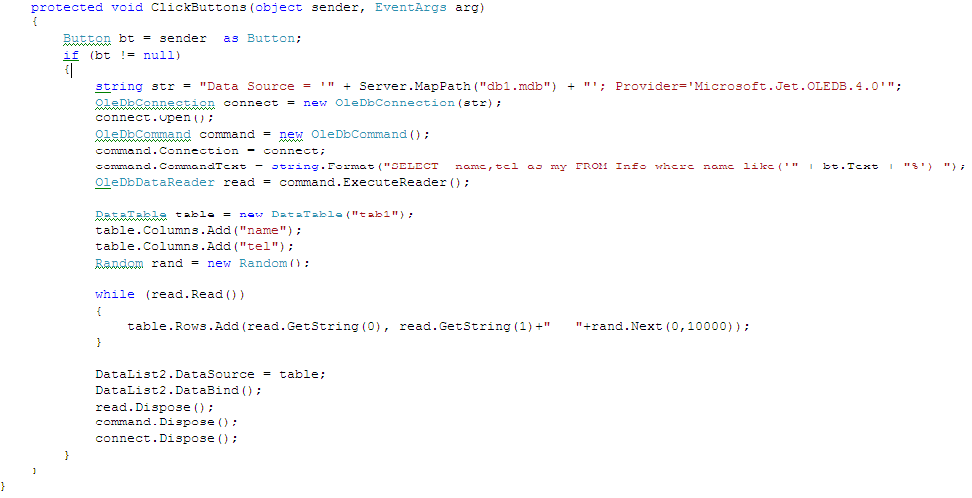 protected void ClickButtons(object sender, EventArgs arg)
{
Button bt = sender  as Button;
if (bt != null)
{
string str = "Data Source = '" + Server.MapPath("db1.mdb") + "'; Provider='Microsoft.Jet.OLEDB.4.0'";
OleDbConnection connect = new OleDbConnection(str);
connect.Open();
OleDbCommand command = new OleDbCommand();
command.Connection = connect;
command.CommandText = string.Format("SELECT  name,tel as my FROM Info where name like('" + bt.Text + "%') ");
OleDbDataReader read = command.ExecuteReader();
DataTable table = new DataTable("tab1");
table.Columns.Add("name");
table.Columns.Add("tel");
Random rand = new Random();
while (read.Read())
{
table.Rows.Add(read.GetString(0), read.GetString(1)+"   "+rand.Next(0,10000));
}
DataList2.DataSource = table;
DataList2.DataBind();
read.Dispose();
command.Dispose();
connect.Dispose();
}
}
}